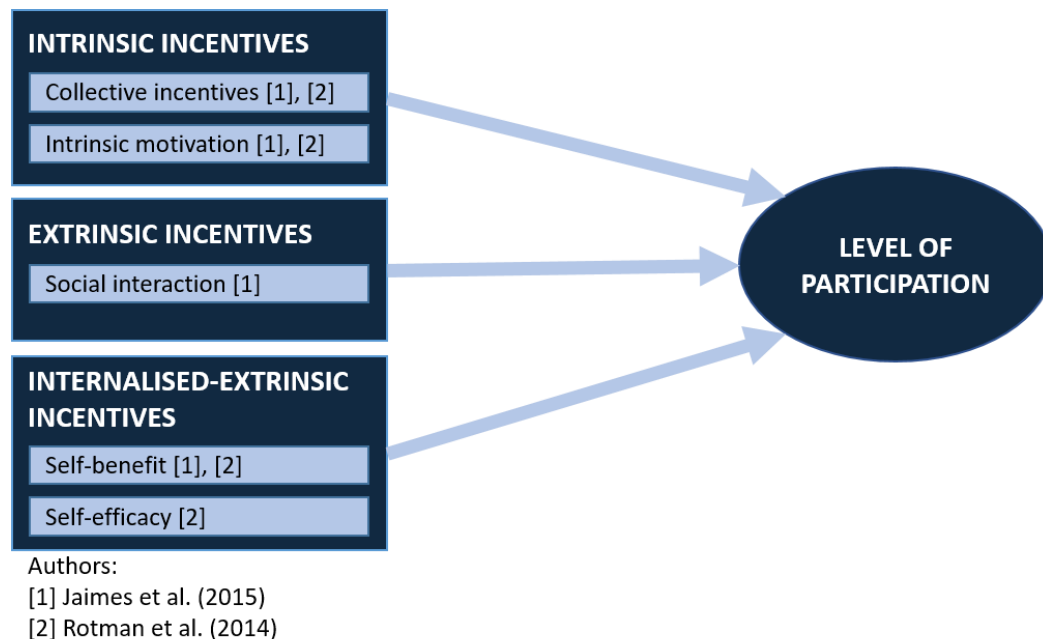 INTRINSIC INCENTIVES
Collective incentives [1], [2]
Intrinsic motivation [1], [2]
EXTRINSIC INCENTIVES
Social interaction [1]
INTERNALISED-EXTRINSIC
INCENTIVES
Self-benefit [1], [2]
Self-efficacy [2]
LEVEL OF
PARTICIPATION
Authors:
[1] Jaimes et al. (2015)
[2] Rotman et al. (2014)